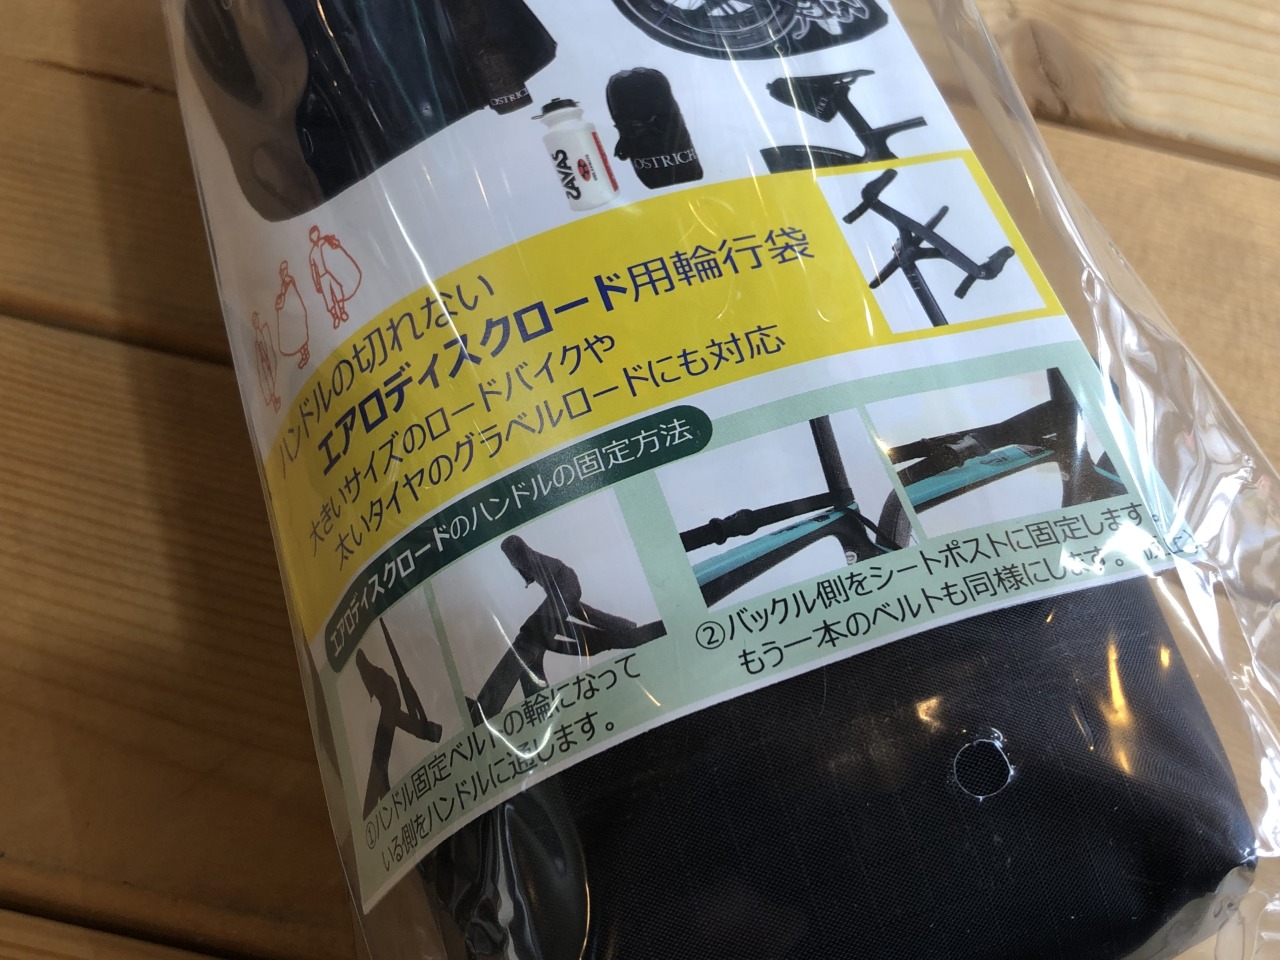 OSTRICH
CAVAS
OSTRICH
ハンドルの切れない
エアロディスクロード用輪行袋
大きいサイズのロードバイクや
太いタイヤのグラベルロードにも対応
エアロディスクロードのハンドルの固定方法
①ハンドル固定ベルトの輪になって
いる側をハンドルに通します。
②バックル側をシートポストに固定します。
もう一本のベルトも同様にします。